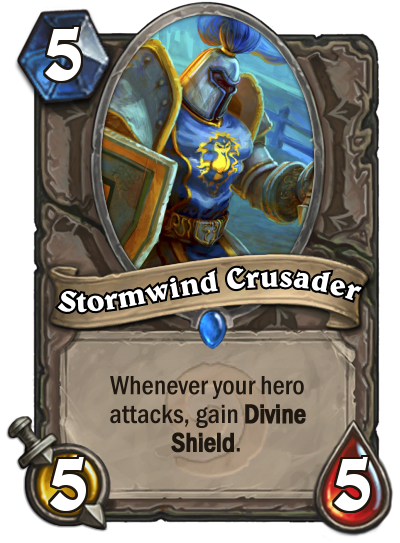 5
Stormwind Crusader
Whenever your hero
attacks, gain Divine
Shield.
5
5